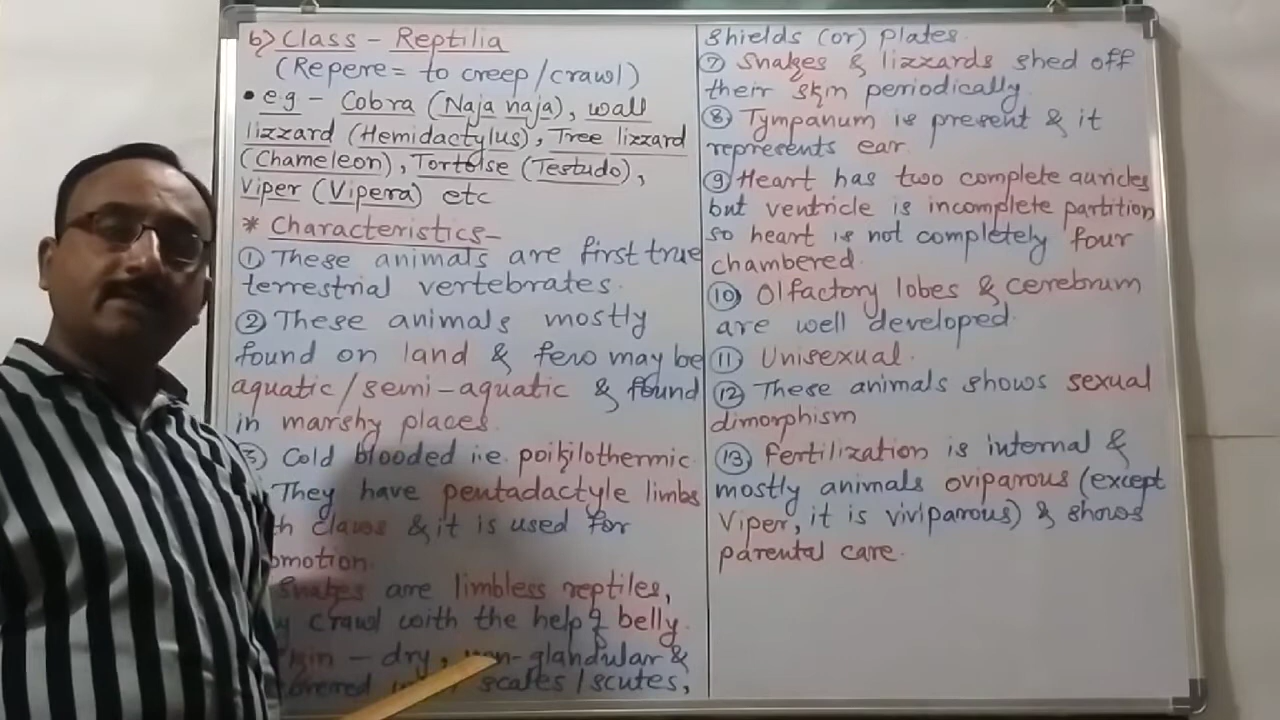 b) Class - Reptilia
(Repere = to creep/crawl)
• e.g - Cobra (Naja naja), wall
lizzard (Hemidactylus), Tree lizzard
(Chameleon), Tortoise (Testudo),
Viper (Vipera) etc
* Characteristics-
① These animals are first true
terrestrial vertebrates.
② These animals mostly
found on land & few may be
aquatic/semi-aquatic & found
in marshy places.
③ Cold blooded i.e. poikilothermic.
They have pentadactyle limbs
claws & it is used for
Snakes are limbless reptiles,
crawl with the help of belly.
skin - dry, non-glandular &
scales/scutes,
shields (or) plates.
⑦ Snakes & lizzards shed off
their skin periodically.
⑧ Tympanum is present & it
represents ear.
⑨ Heart has two complete auricles
but ventricle is incomplete partition
so heart is not completely four
chambered.
⑩ Olfactory lobes & cerebrum
are well developed.
⑪ Unisexual.
⑫ These animals shows sexual
dimorphism
⑬ Fertilization is internal &
mostly animals oviparous (except
Viper, it is viviparous) & shows
parental care.